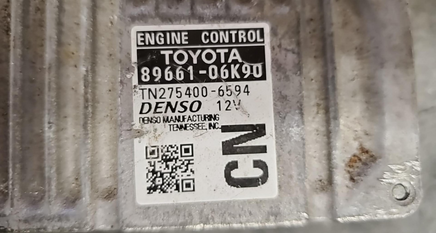 ENGINE CONTROL
TOYOTA
89661-06K90
TN275400-6594
DENSO 12V
DENSO MANUFACTURING
TENNESSEE, INC.
CN